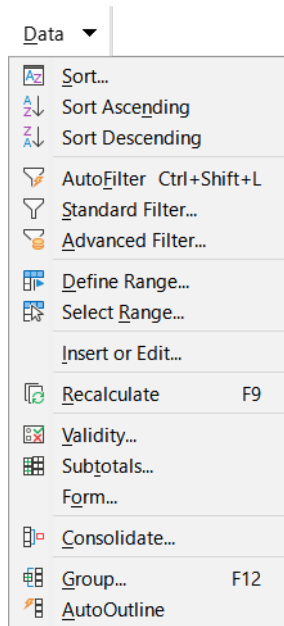 Data
Sort...
Sort Ascending
Sort Descending
AutoFilter Ctrl+Shift+L
Standard Filter...
Advanced Filter...
Define Range...
Select Range...
Insert or Edit...
Recalculate F9
Validity...
Subtotals...
Form...
Consolidate...
Group... F12
AutoOutline